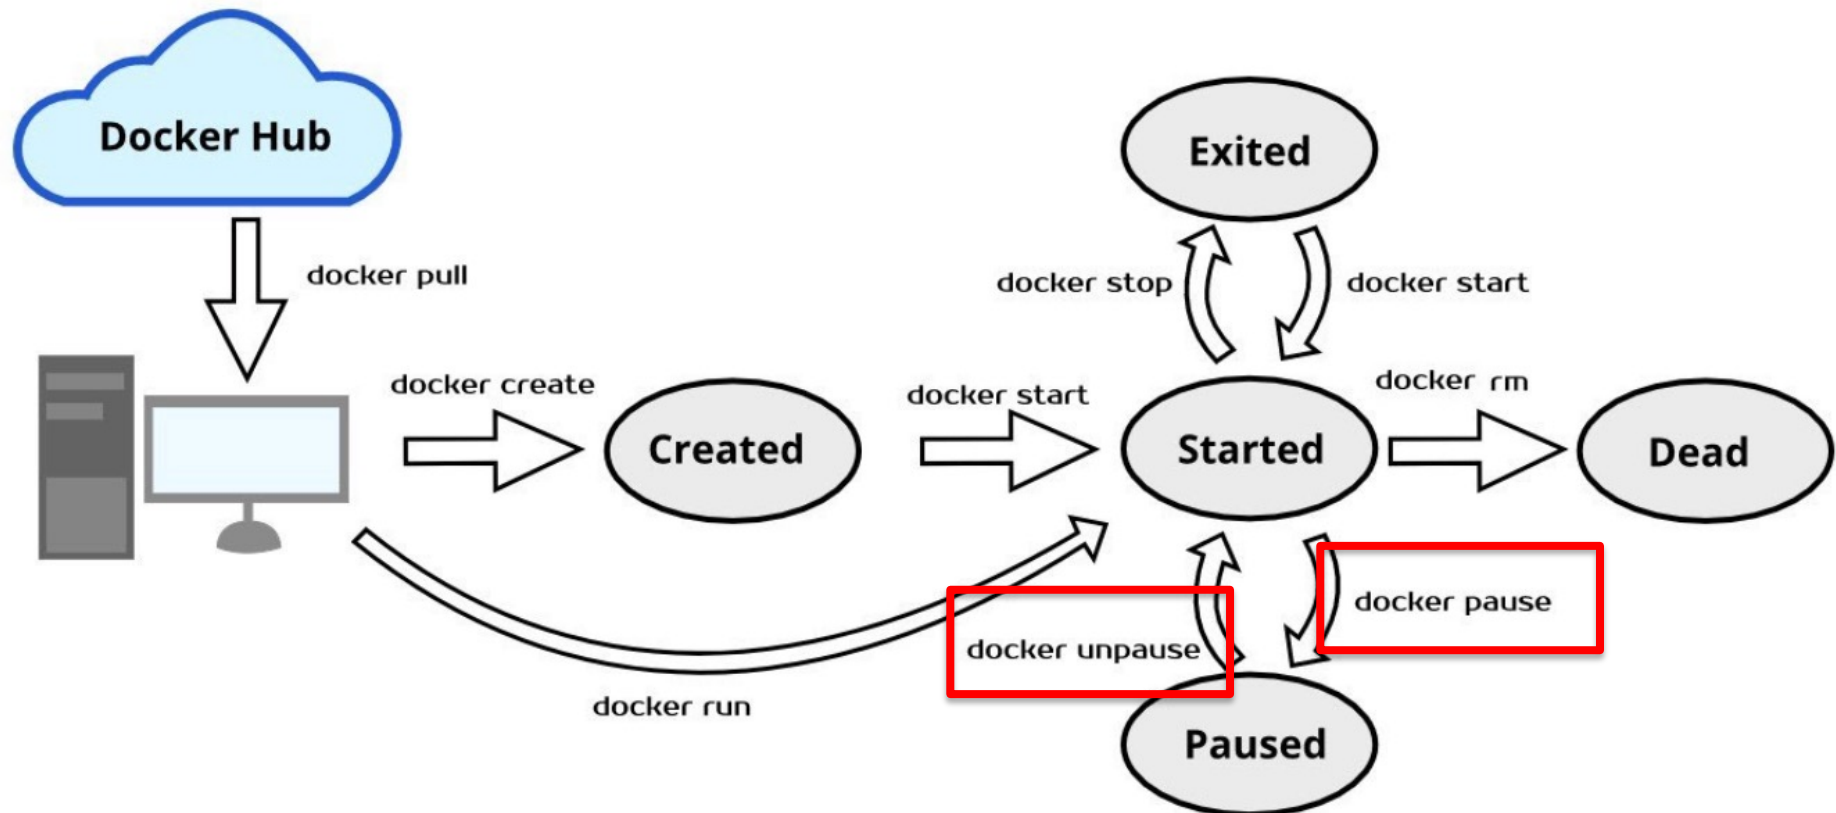 Docker Hub
docker pull
docker create
Created
docker start
Exited
docker stop
docker start
Started
docker rm
Dead
docker run
docker unpause
docker pause
Paused